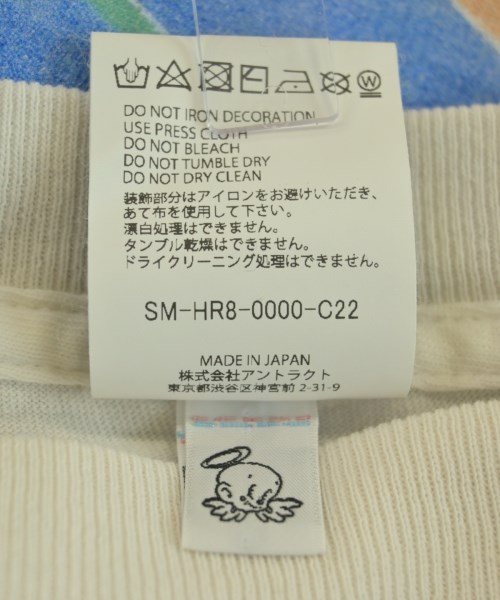 DO NOT IRON DECORATION
USE PRESS CLOTH
DO NOT BLEACH
DO NOT TUMBLE DRY
DO NOT DRY CLEAN
装飾部分はアイロンをお避けいただき、
あて布を使用して下さい。
漂白処理はできません。
タンブル乾燥はできません。
ドライクリーニング処理はできません。
SM-HR8-0000-C22
MADE IN JAPAN
株式会社アントラクト
東京都渋谷区神宮前 2-31-9